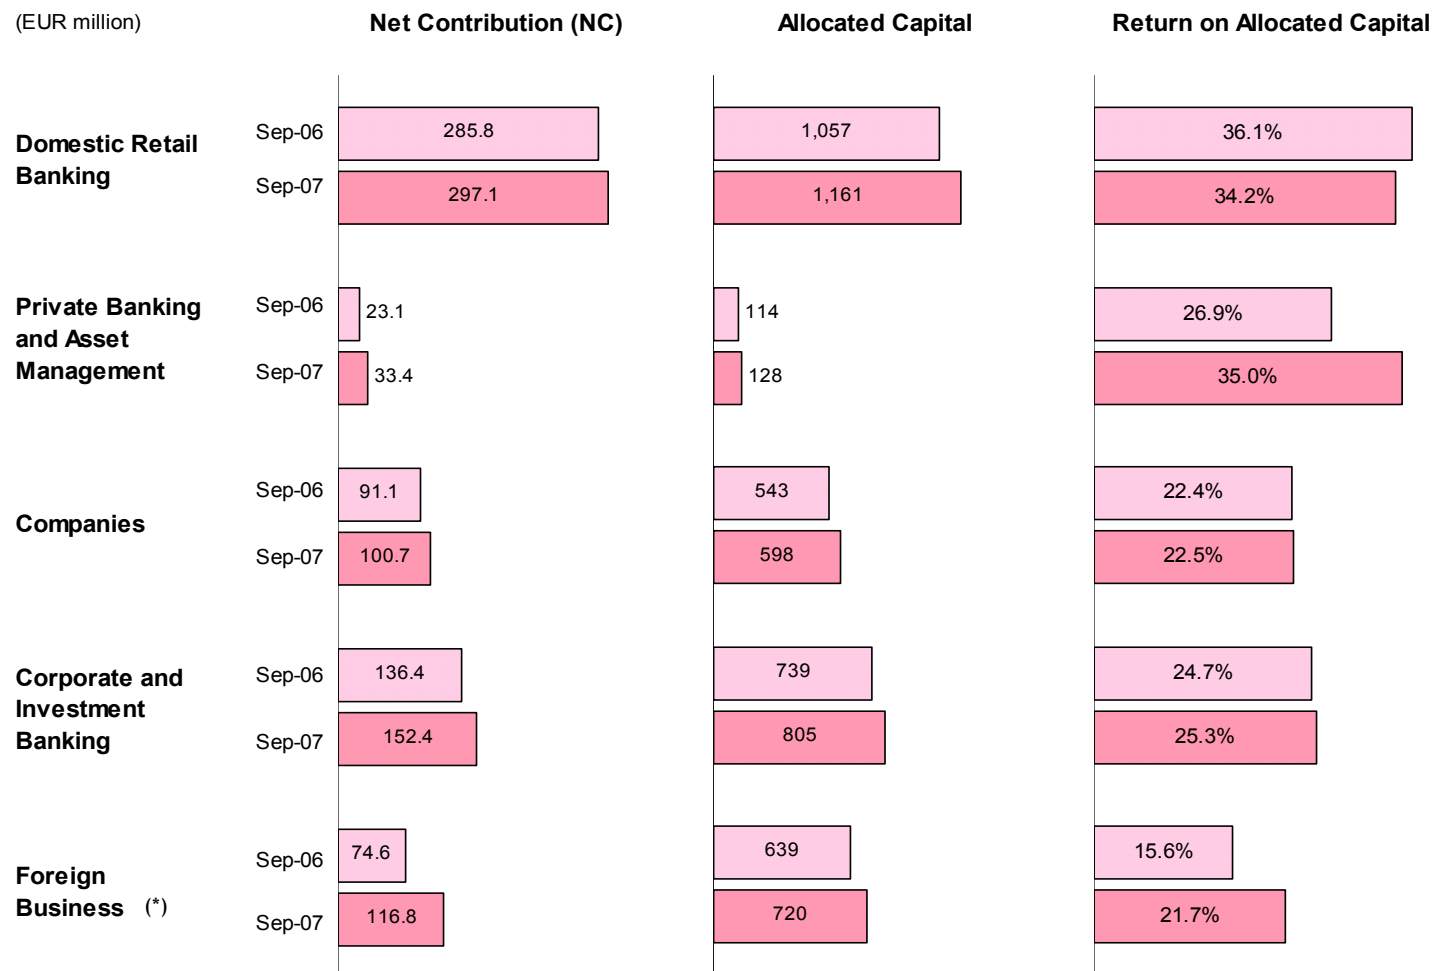 (EUR million) Net Contribution (NC) Allocated Capital Return on Allocated Capital
Domestic Retail
Banking
Sep-06 285.8 1,057 36.1%
Sep-07 297.1 1,161 34.2%
Private Banking
and Asset
Management
Sep-06 23.1 114 26.9%
Sep-07 33.4 128 35.0%
Companies
Sep-06 91.1 543 22.4%
Sep-07 100.7 598 22.5%
Corporate and
Investment
Banking
Sep-06 136.4 739 24.7%
Sep-07 152.4 805 25.3%
Foreign
Business (*)
Sep-06 74.6 639 15.6%
Sep-07 116.8 720 21.7%